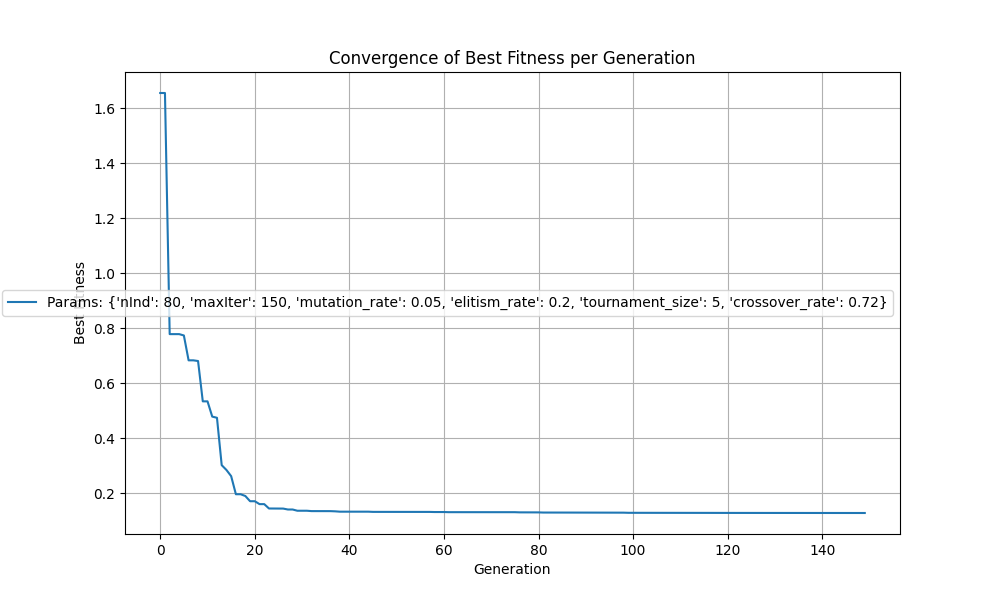 Convergence of Best Fitness per Generation
1.6
1.4
1.2
1.0
0.8
0.6
0.4
0.2
Best
Params: {'nInd': 80, 'maxIter': 150, 'mutation_rate': 0.05, 'elitism_rate': 0.2, 'tournament_size': 5, 'crossover_rate': 0.72}
0 20 40 60 80 100 120 140
Generation